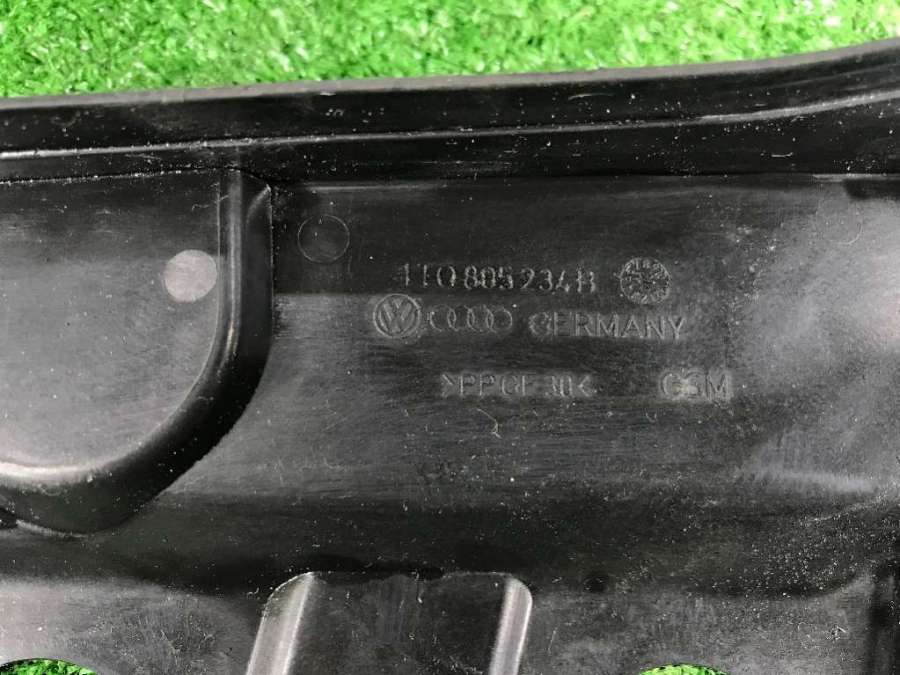 1T0 805 234 B
GERMANY
>PP GF 30< GSM